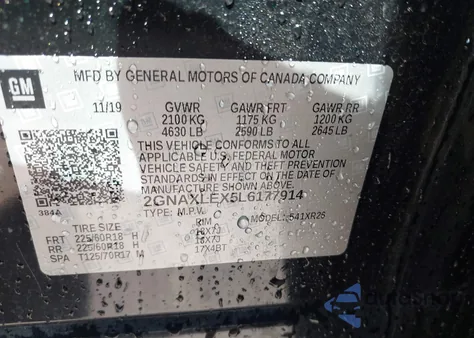 GM
MFD BY GENERAL MOTORS OF CANADA COMPANY
11/19 GVWR GAWR FRT GAWR RR
2100 KG 1175 KG 1200 KG
4630 LB 2590 LB 2645 LB
THIS VEHICLE CONFORMS TO ALL
APPLICABLE U.S. FEDERAL MOTOR
VEHICLE SAFETY AND THEFT PREVENTION
STANDARDS IN EFFECT ON THE DATE OF
MANUFACTURE SHOWN ABOVE.
2GNAXLEX5L6177914
384A TYPE: M.P.V. MODEL: 541XR26
TIRE SIZE RIM
FRT 225/60R18 H 18X7J
RR 225/60R18 H 18X7J
SPA T125/70R17 M 17X4BT
autosnor